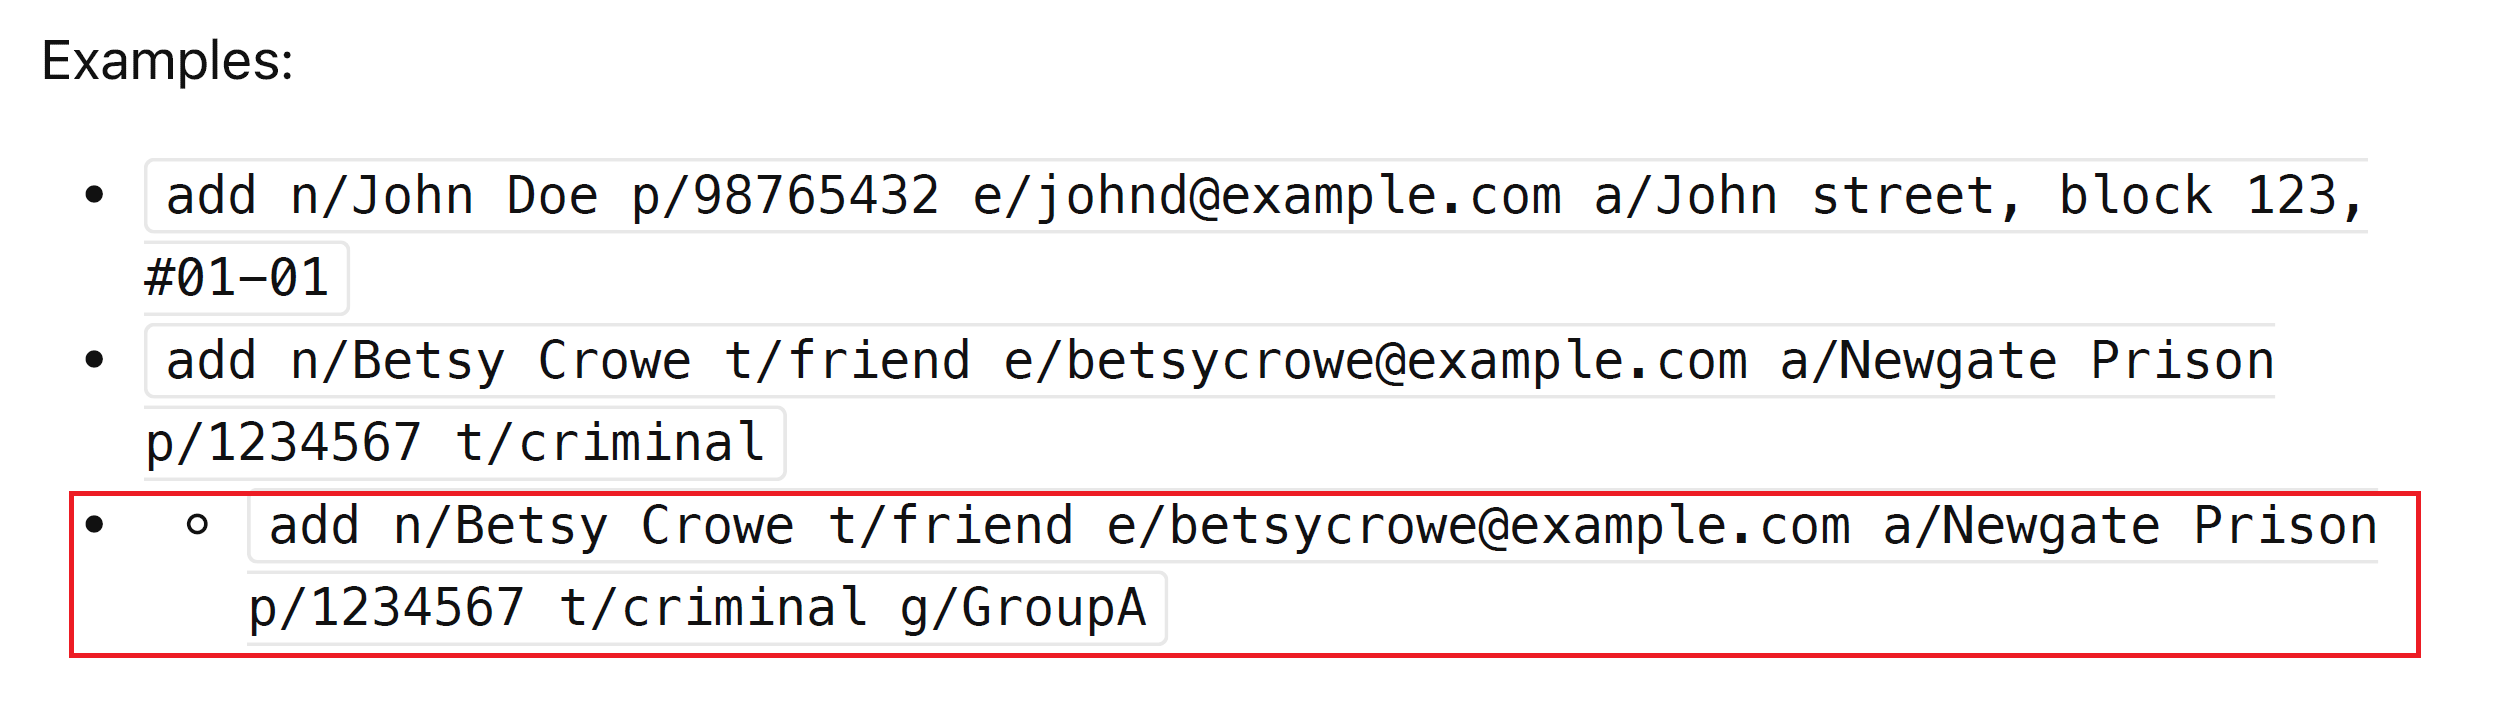 Examples:
• add n/John Doe p/98765432 e/johnd@example.com a/John street, block 123,
#01-01
• add n/Betsy Crowe t/friend e/betsycrowe@example.com a/Newgate Prison
p/1234567 t/criminal
• ◦ add n/Betsy Crowe t/friend e/betsycrowe@example.com a/Newgate Prison
p/1234567 t/criminal g/GroupA